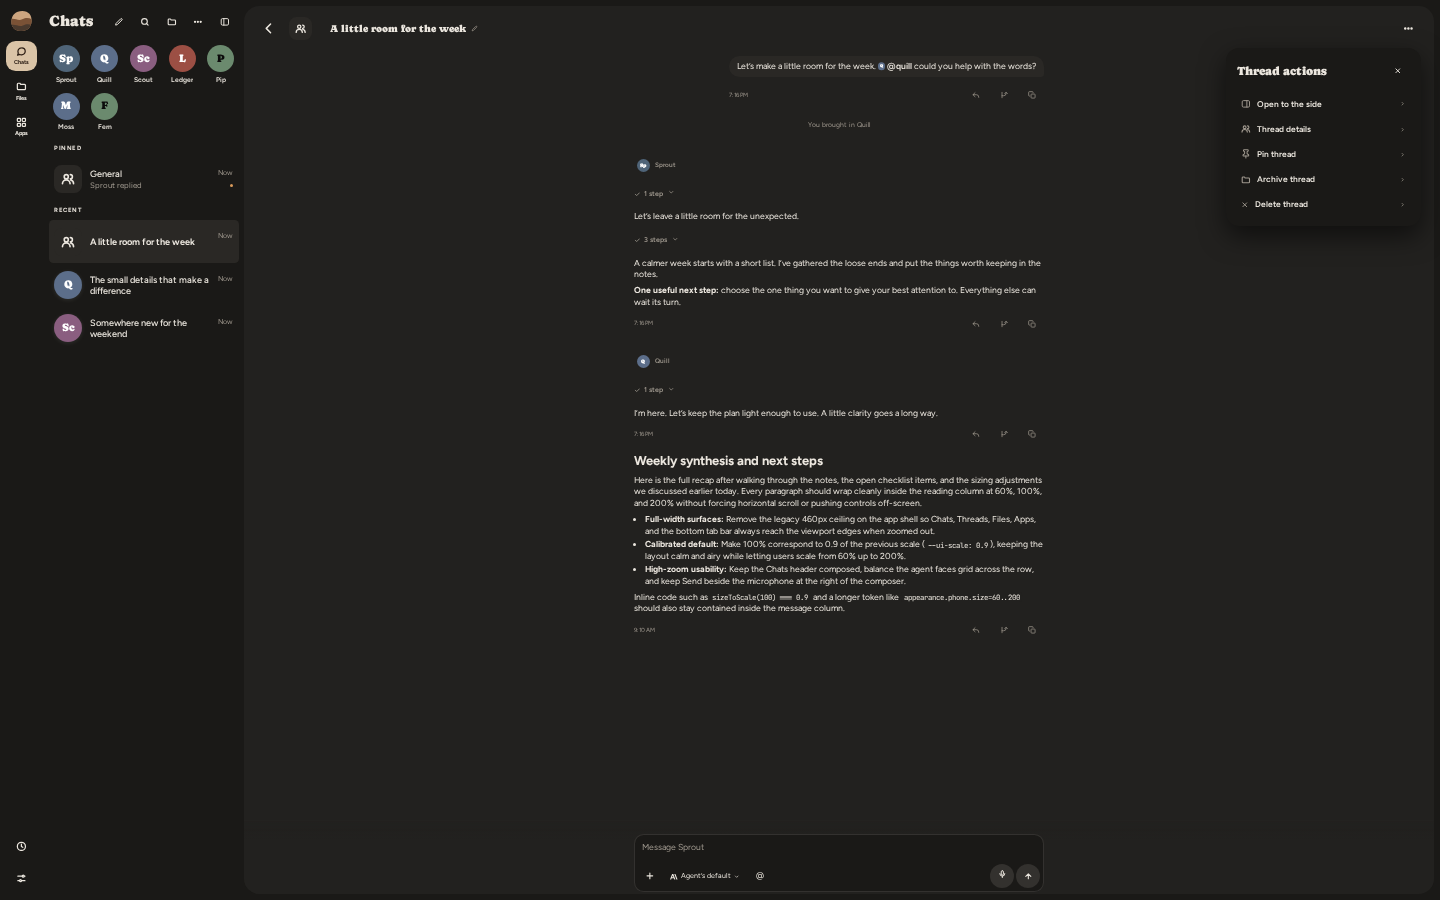 Chats
Chats
Files
Apps
Sp
Sprout
Q
Quill
Sc
Scout
L
Ledger
P
Pip
M
Moss
F
Fern
PINNED
General
Now
Sprout replied
RECENT
A little room for the week
Now
Q
The small details that make a difference
Now
Sc
Somewhere new for the weekend
Now
A little room for the week
Let's make a little room for the week. @quill could you help with the words?
7:16 PM
You brought in Quill
Sp
Sprout
1 step
Let's leave a little room for the unexpected.
3 steps
A calmer week starts with a short list. I've gathered the loose ends and put the things worth keeping in the
notes.
One useful next step: choose the one thing you want to give your best attention to. Everything else can
wait its turn.
7:16 PM
Q
Quill
1 step
I'm here. Let's keep the plan light enough to use. A little clarity goes a long way.
7:16 PM
Weekly synthesis and next steps
Here is the full recap after walking through the notes, the open checklist items, and the sizing adjustments
we discussed earlier today. Every paragraph should wrap cleanly inside the reading column at 60%, 100%,
and 200% without forcing horizontal scroll or pushing controls off-screen.
• Full-width surfaces: Remove the legacy 460px ceiling on the app shell so Chats, Threads, Files, Apps,
and the bottom tab bar always reach the viewport edges when zoomed out.
• Calibrated default: Make 100% correspond to 0.9 of the previous scale ( --ui-scale: 0.9 ), keeping the
layout calm and airy while letting users scale from 60% up to 200%.
• High-zoom usability: Keep the Chats header composed, balance the agent faces grid across the row,
and keep Send beside the microphone at the right of the composer.
Inline code such as sizeToScale(100) === 0.9 and a longer token like appearance.phone.size=60..200
should also stay contained inside the message column.
9:10 AM
Message Sprout
Agent's default
@
Thread actions
Open to the side
Thread details
Pin thread
Archive thread
Delete thread